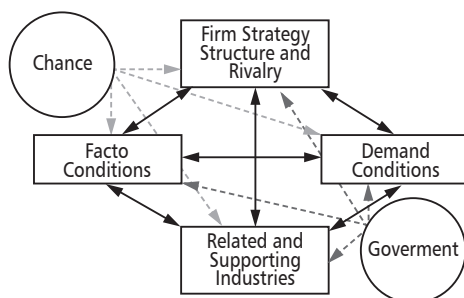 Firm Strategy
Structure and
Rivalry
Chance
Facto
Conditions
Demand
Conditions
Related and
Supporting
Industries
Goverment